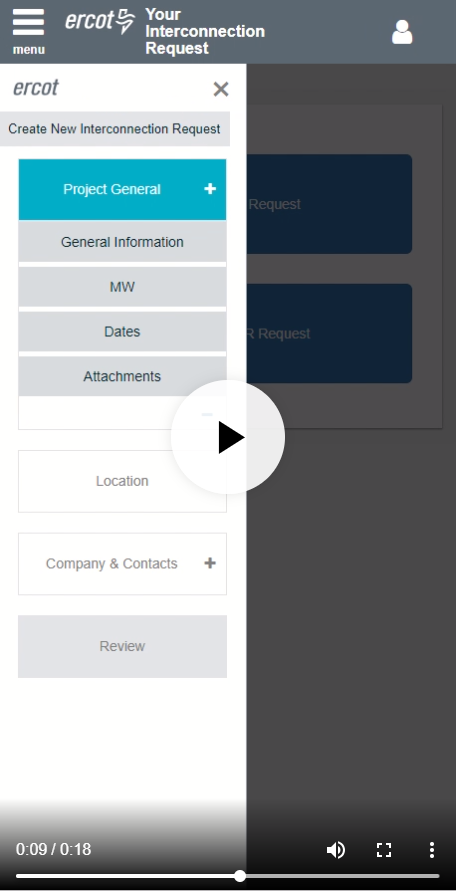 menu
ercot
Your
Interconnection
Request
ercot
Create New Interconnection Request
Project General
General Information
MW
Dates
Attachments
Location
Company & Contacts
Review
Request
R Request
0:09 / 0:18